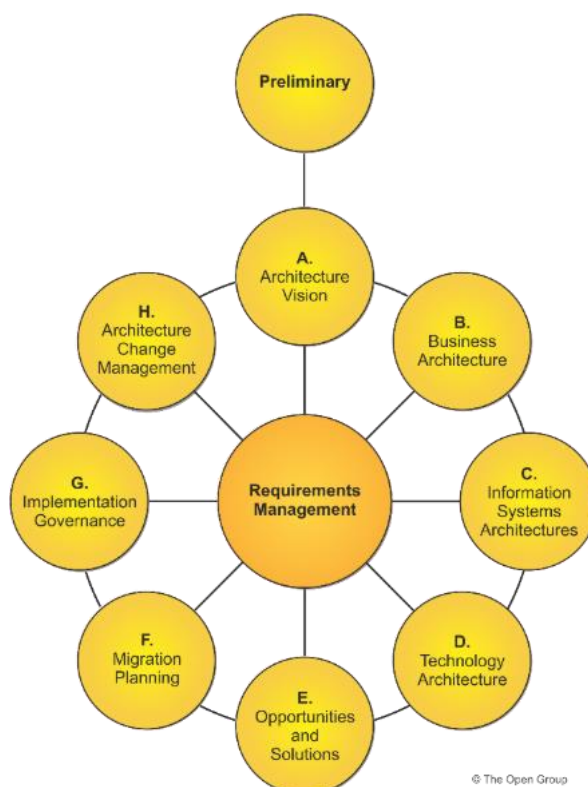 Preliminary
A.
Architecture
Vision
B.
Business
Architecture
C.
Information
Systems
Architectures
D.
Technology
Architecture
E.
Opportunities
and
Solutions
F.
Migration
Planning
G.
Implementation
Governance
H.
Architecture
Change
Management
Requirements
Management
© The Open Group